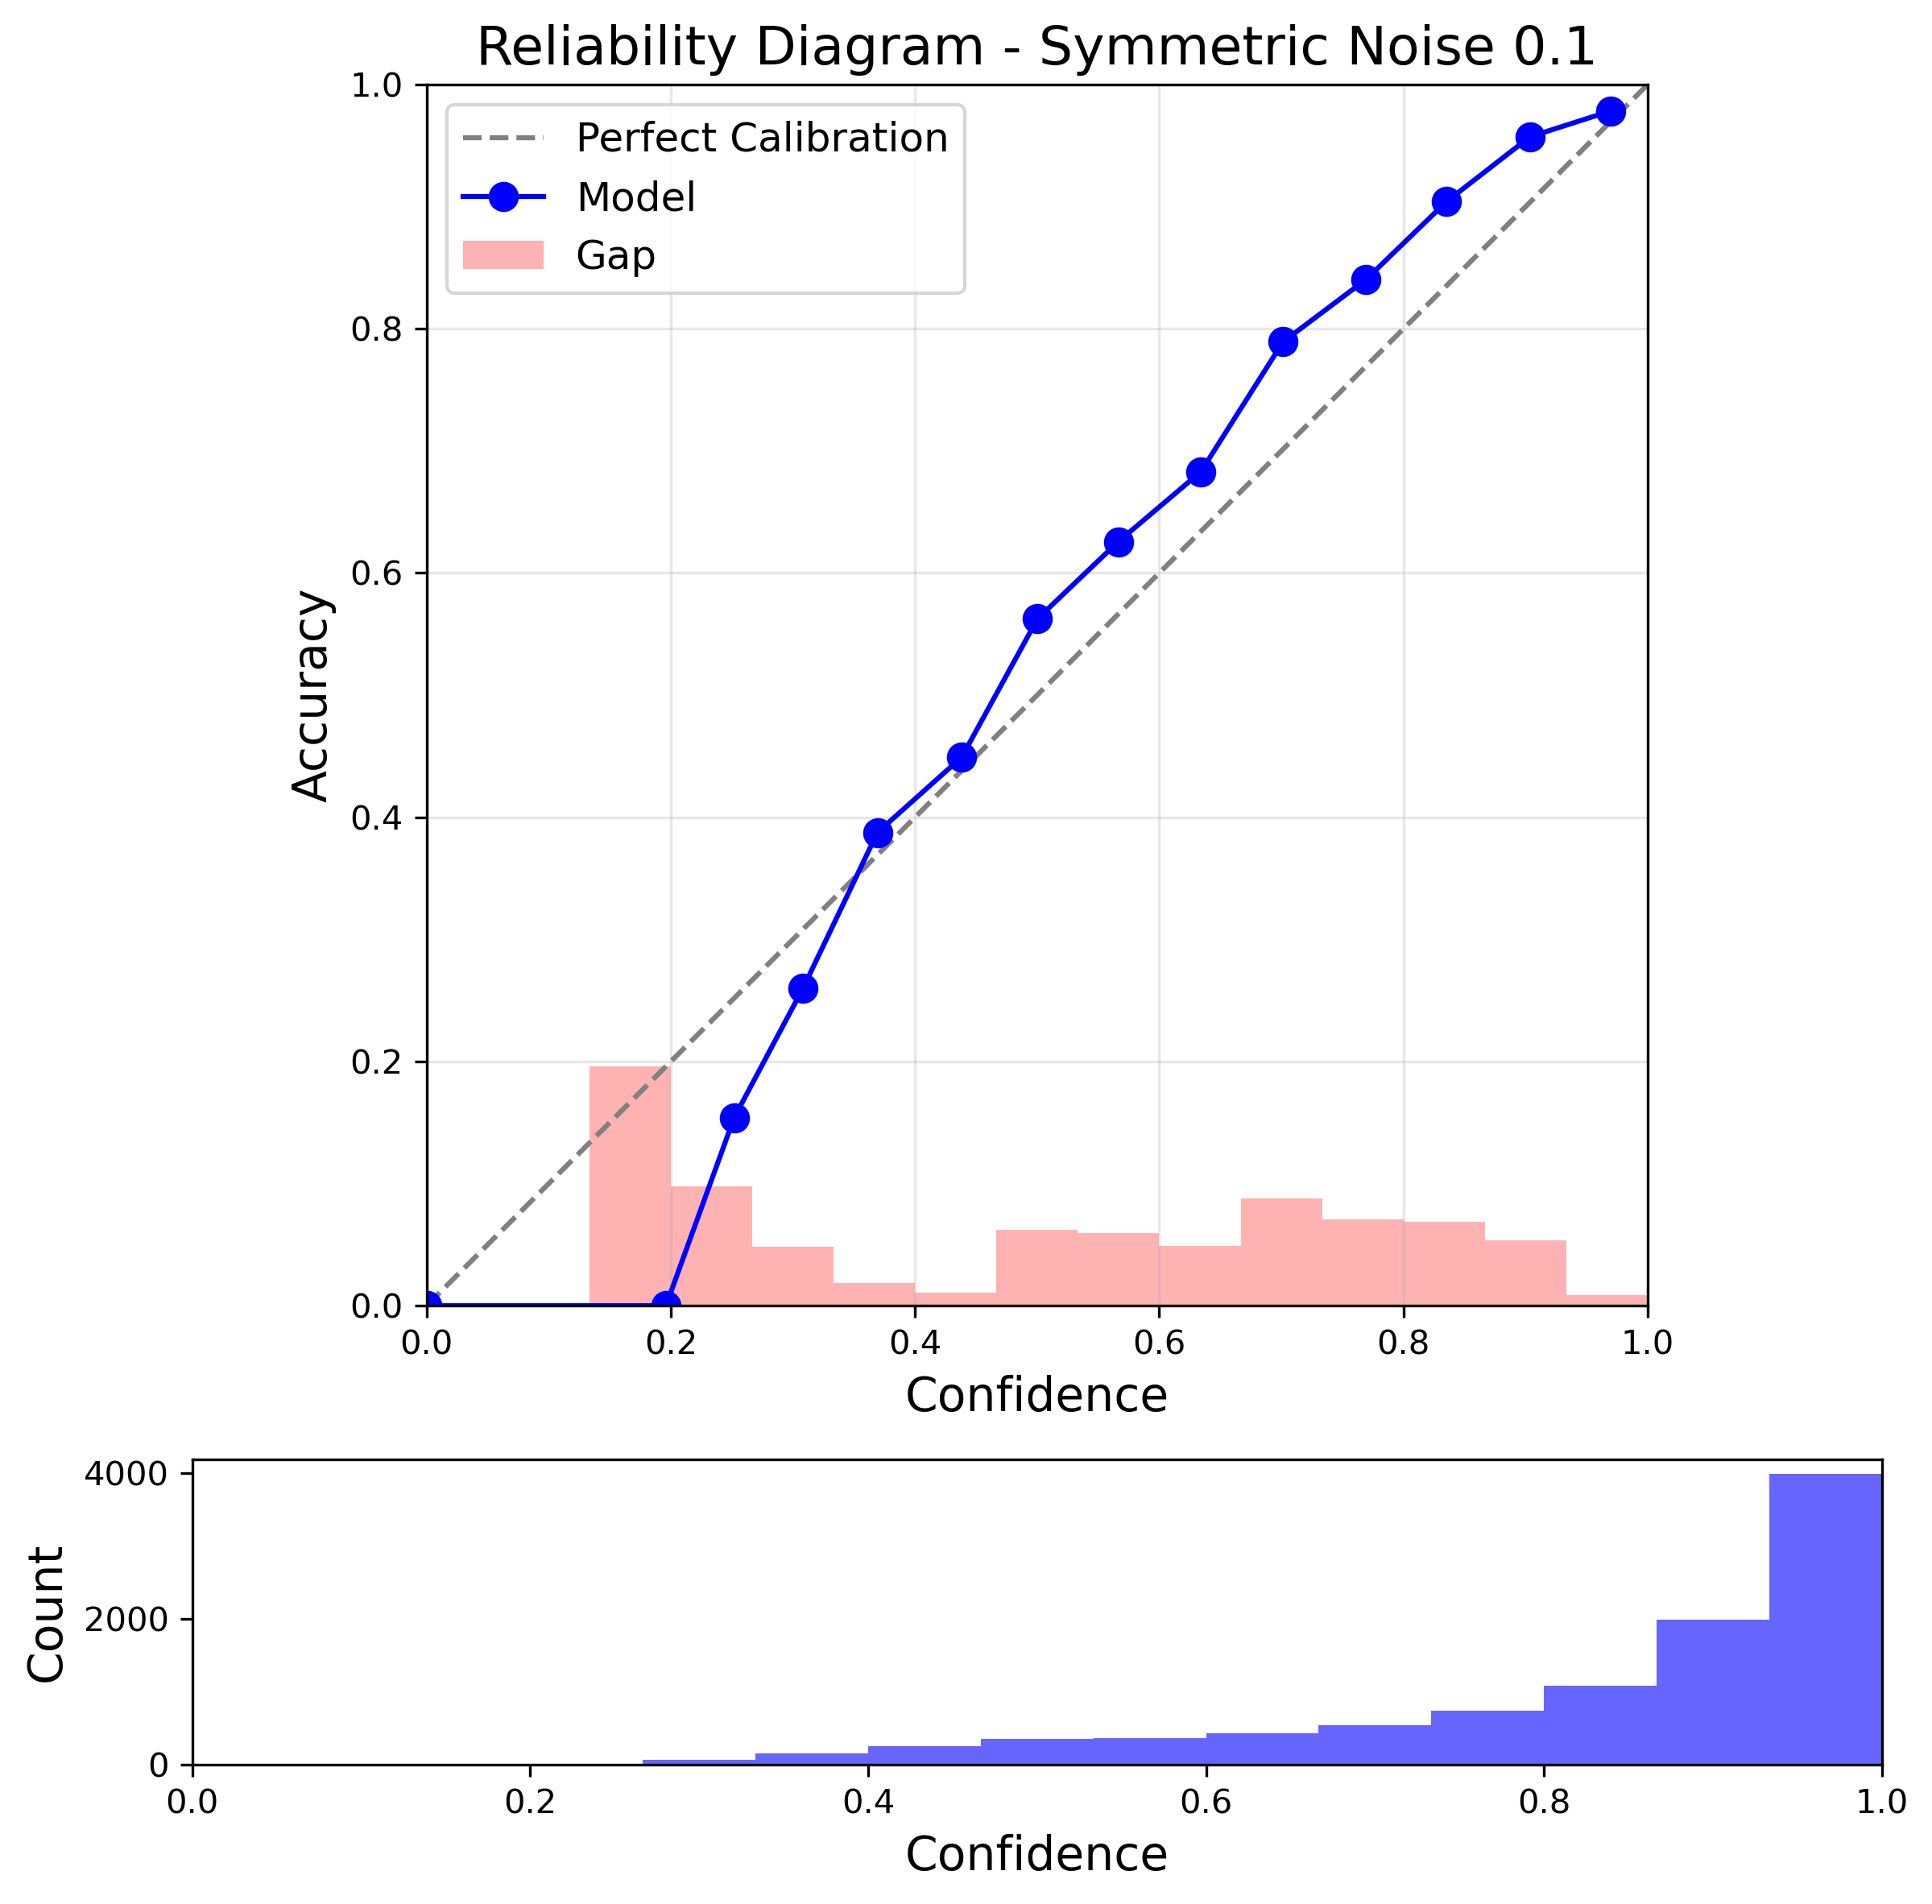 Reliability Diagram - Symmetric Noise 0.1
1.0
0.8
0.6
0.4
0.2
0.0
Accuracy
Perfect Calibration
Model
Gap
0.0 0.2 0.4 0.6 0.8 1.0
Confidence
4000
2000
0
Count
0.0 0.2 0.4 0.6 0.8 1.0
Confidence